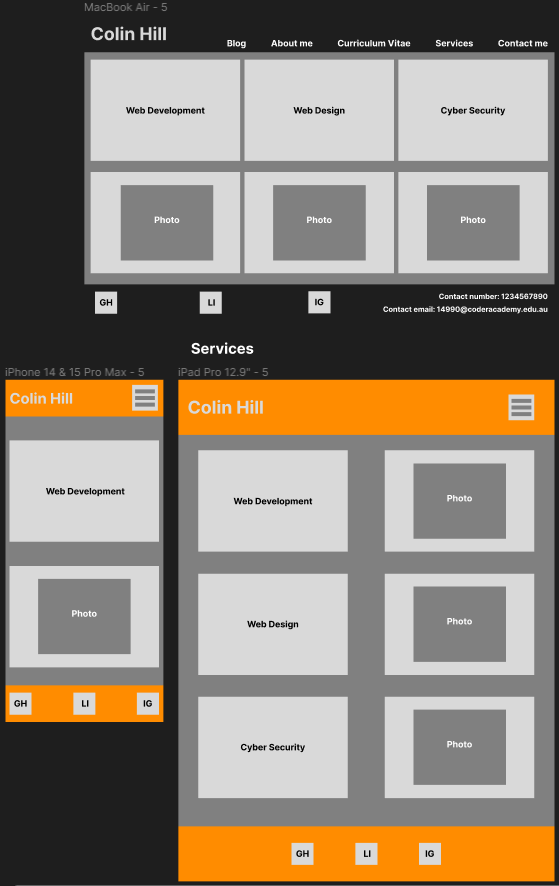 MacBook Air - 5
Colin Hill
Blog About me Curriculum Vitae Services Contact me
Web Development Web Design Cyber Security
Photo Photo Photo
GH LI IG
Contact number: 1234567890
Contact email: 14990@coderacademy.edu.au
Services
iPhone 14 & 15 Pro Max - 5
Colin Hill
Web Development
Photo
GH LI IG
iPad Pro 12.9" - 5
Colin Hill
Web Development Photo
Web Design Photo
Cyber Security Photo
GH LI IG